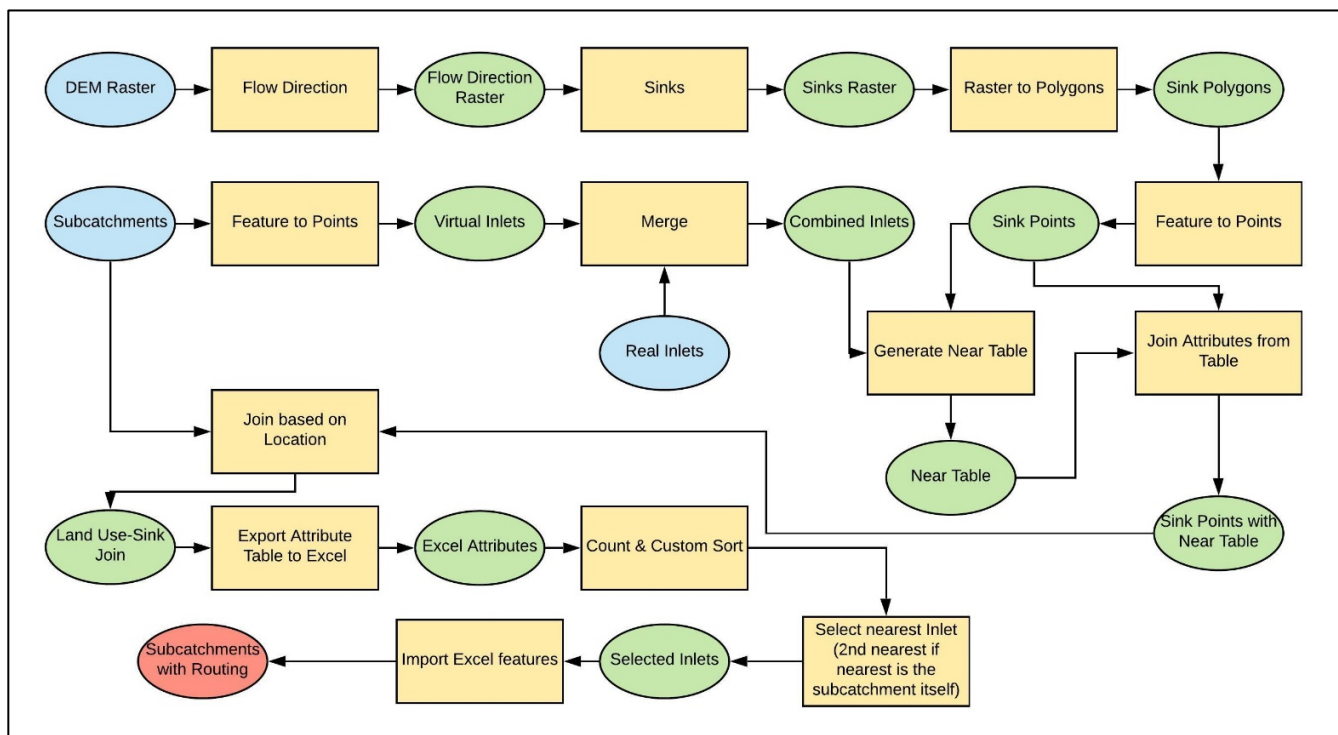 DEM Raster
Flow Direction
Flow Direction
Raster
Sinks
Sinks Raster
Raster to Polygons
Sink Polygons
Subcatchments
Feature to Points
Virtual Inlets
Merge
Combined Inlets
Sink Points
Feature to Points
Real Inlets
Generate Near Table
Join Attributes from
Table
Join based on
Location
Near Table
Land Use-Sink
Join
Export Attribute
Table to Excel
Excel Attributes
Count & Custom Sort
Sink Points with
Near Table
Subcatchments
with Routing
Import Excel features
Selected Inlets
Select nearest Inlet
(2nd nearest if
nearest is the
subcatchment itself)